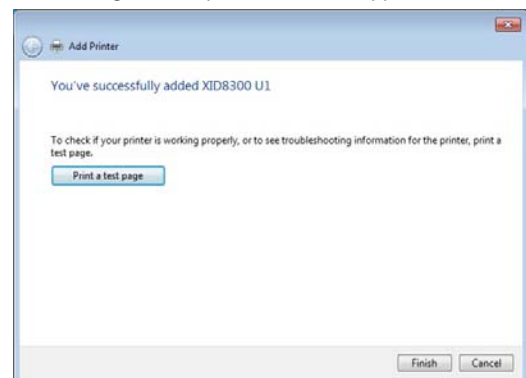 Add Printer
You've successfully added XID8300 U1
To check if your printer is working properly, or to see troubleshooting information for the printer, print a
test page.
Print a test page
Finish Cancel